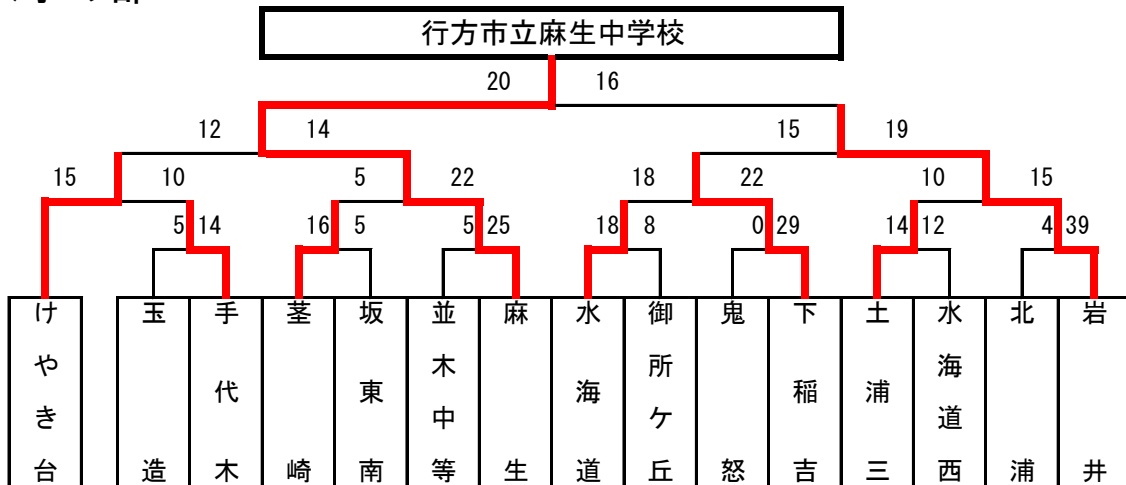 行方市立麻生中学校
20 16
12 14 15 19
15 10 5 22 18 22 10 15
5 14 16 5 5 25 18 8 0 29 14 12 4 39
けやき台
玉造
手代木
茎崎
坂東南
並木中等
麻生
水海道
御所ケ丘
鬼怒
下稲吉
土浦三
水海道西
北浦
岩井